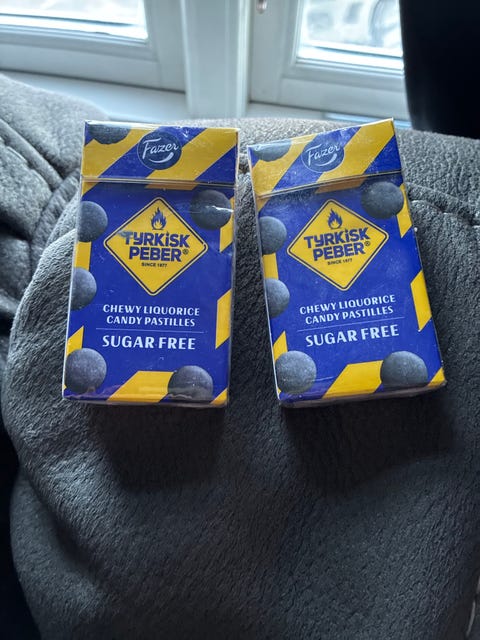 Fazer
TYRKISK
PEBER®
SINCE 1977
CHEWY LIQUORICE
CANDY PASTILLES
SUGAR FREE
Fazer
TYRKISK
PEBER®
SINCE 1977
CHEWY LIQUORICE
CANDY PASTILLES
SUGAR FREE